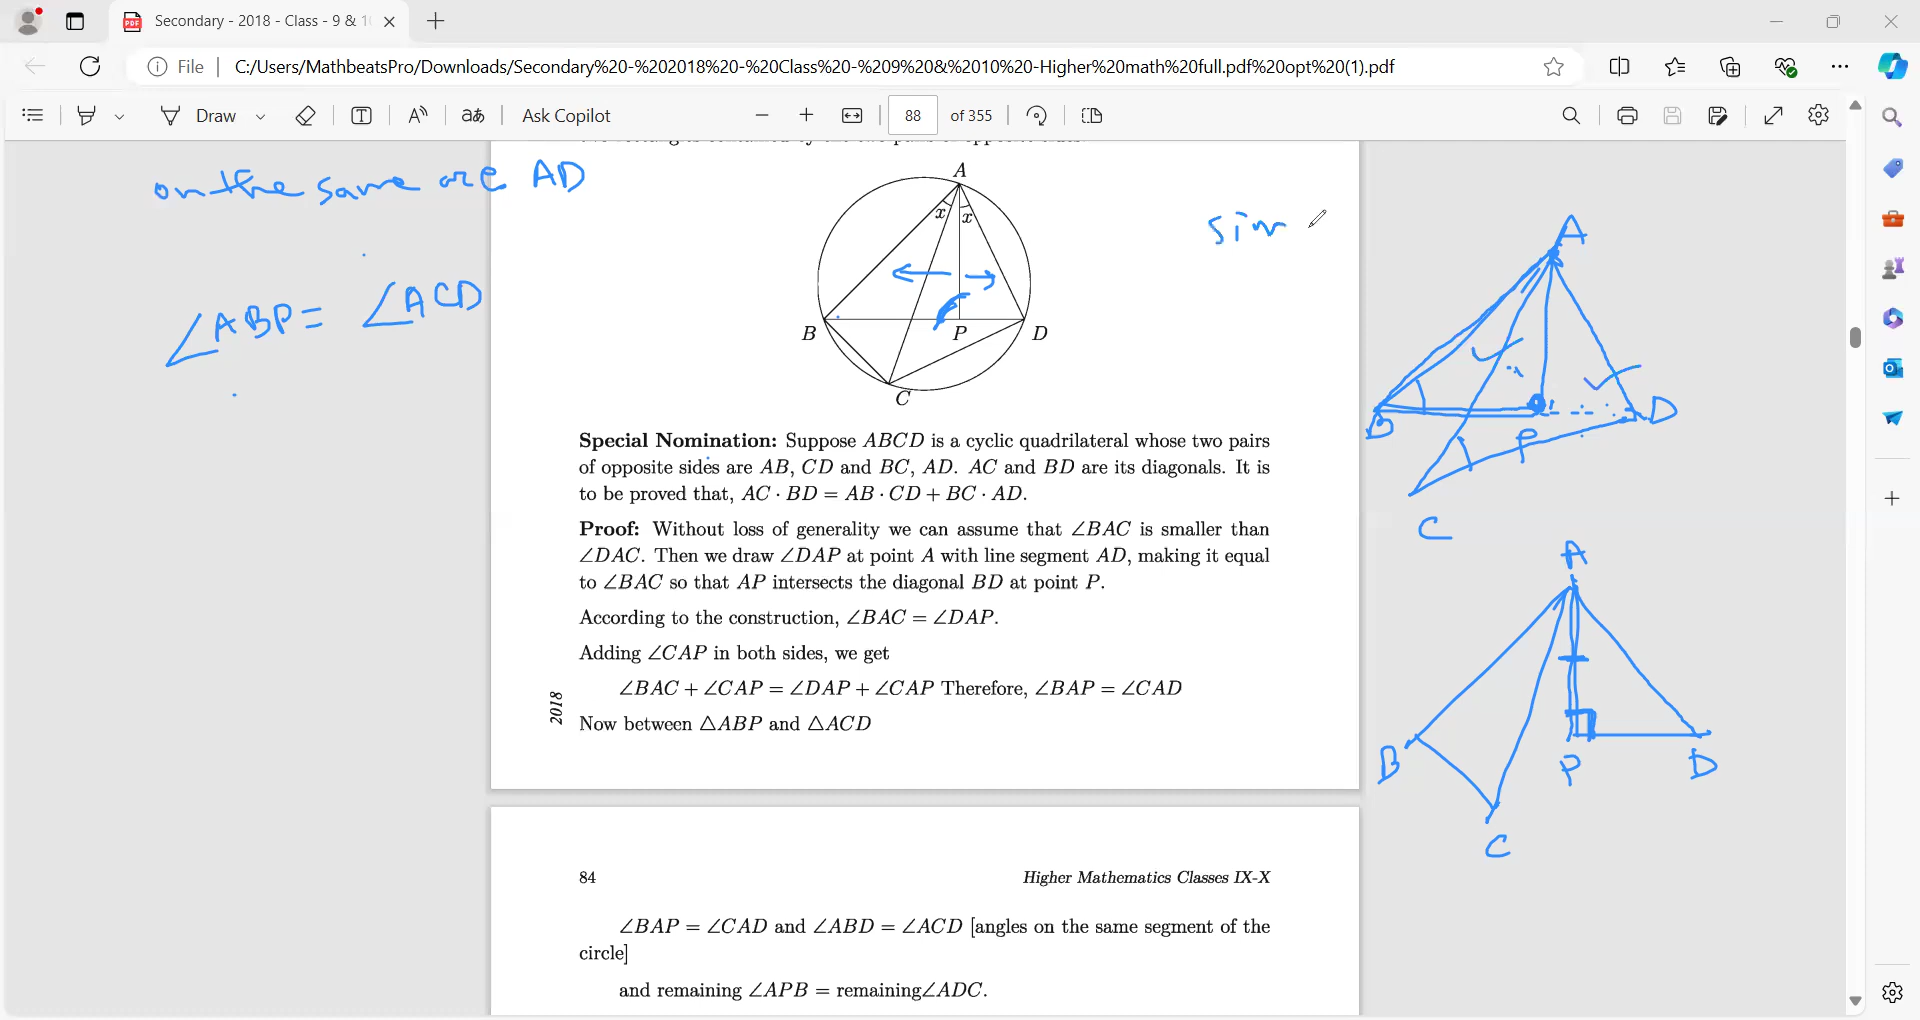 Secondary - 2018 - Class - 9 & 1
File
C:/Users/MathbeatsPro/Downloads/Secondary%20-%202018%20-%20Class%20-%209%20&%2010%20-Higher%20math%20full.pdf%20opt%20(1).pdf
Draw
aあ
Ask Copilot
88 of 355
on the same arc AD
∠ABP = ∠ACD
A
x x
B P D
C
sim
A
B P D
C
A
B P D
C
Special Nomination: Suppose ABCD is a cyclic quadrilateral whose two pairs
of opposite sides are AB, CD and BC, AD. AC and BD are its diagonals. It is
to be proved that, AC · BD = AB · CD + BC · AD.
Proof: Without loss of generality we can assume that ∠BAC is smaller than
∠DAC. Then we draw ∠DAP at point A with line segment AD, making it equal
to ∠BAC so that AP intersects the diagonal BD at point P.
According to the construction, ∠BAC = ∠DAP.
Adding ∠CAP in both sides, we get
∠BAC + ∠CAP = ∠DAP + ∠CAP Therefore, ∠BAP = ∠CAD
2018
Now between △ABP and △ACD
84
Higher Mathematics Classes IX-X
∠BAP = ∠CAD and ∠ABD = ∠ACD [angles on the same segment of the
circle]
and remaining ∠APB = remaining∠ADC.